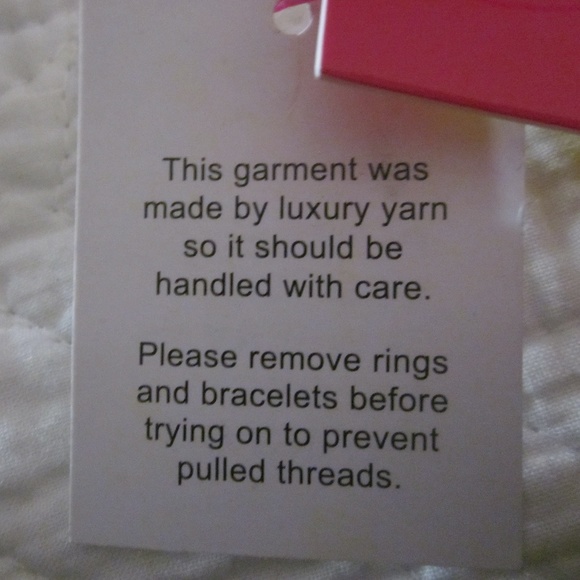 This garment was
made by luxury yarn
so it should be
handled with care.
Please remove rings
and bracelets before
trying on to prevent
pulled threads.